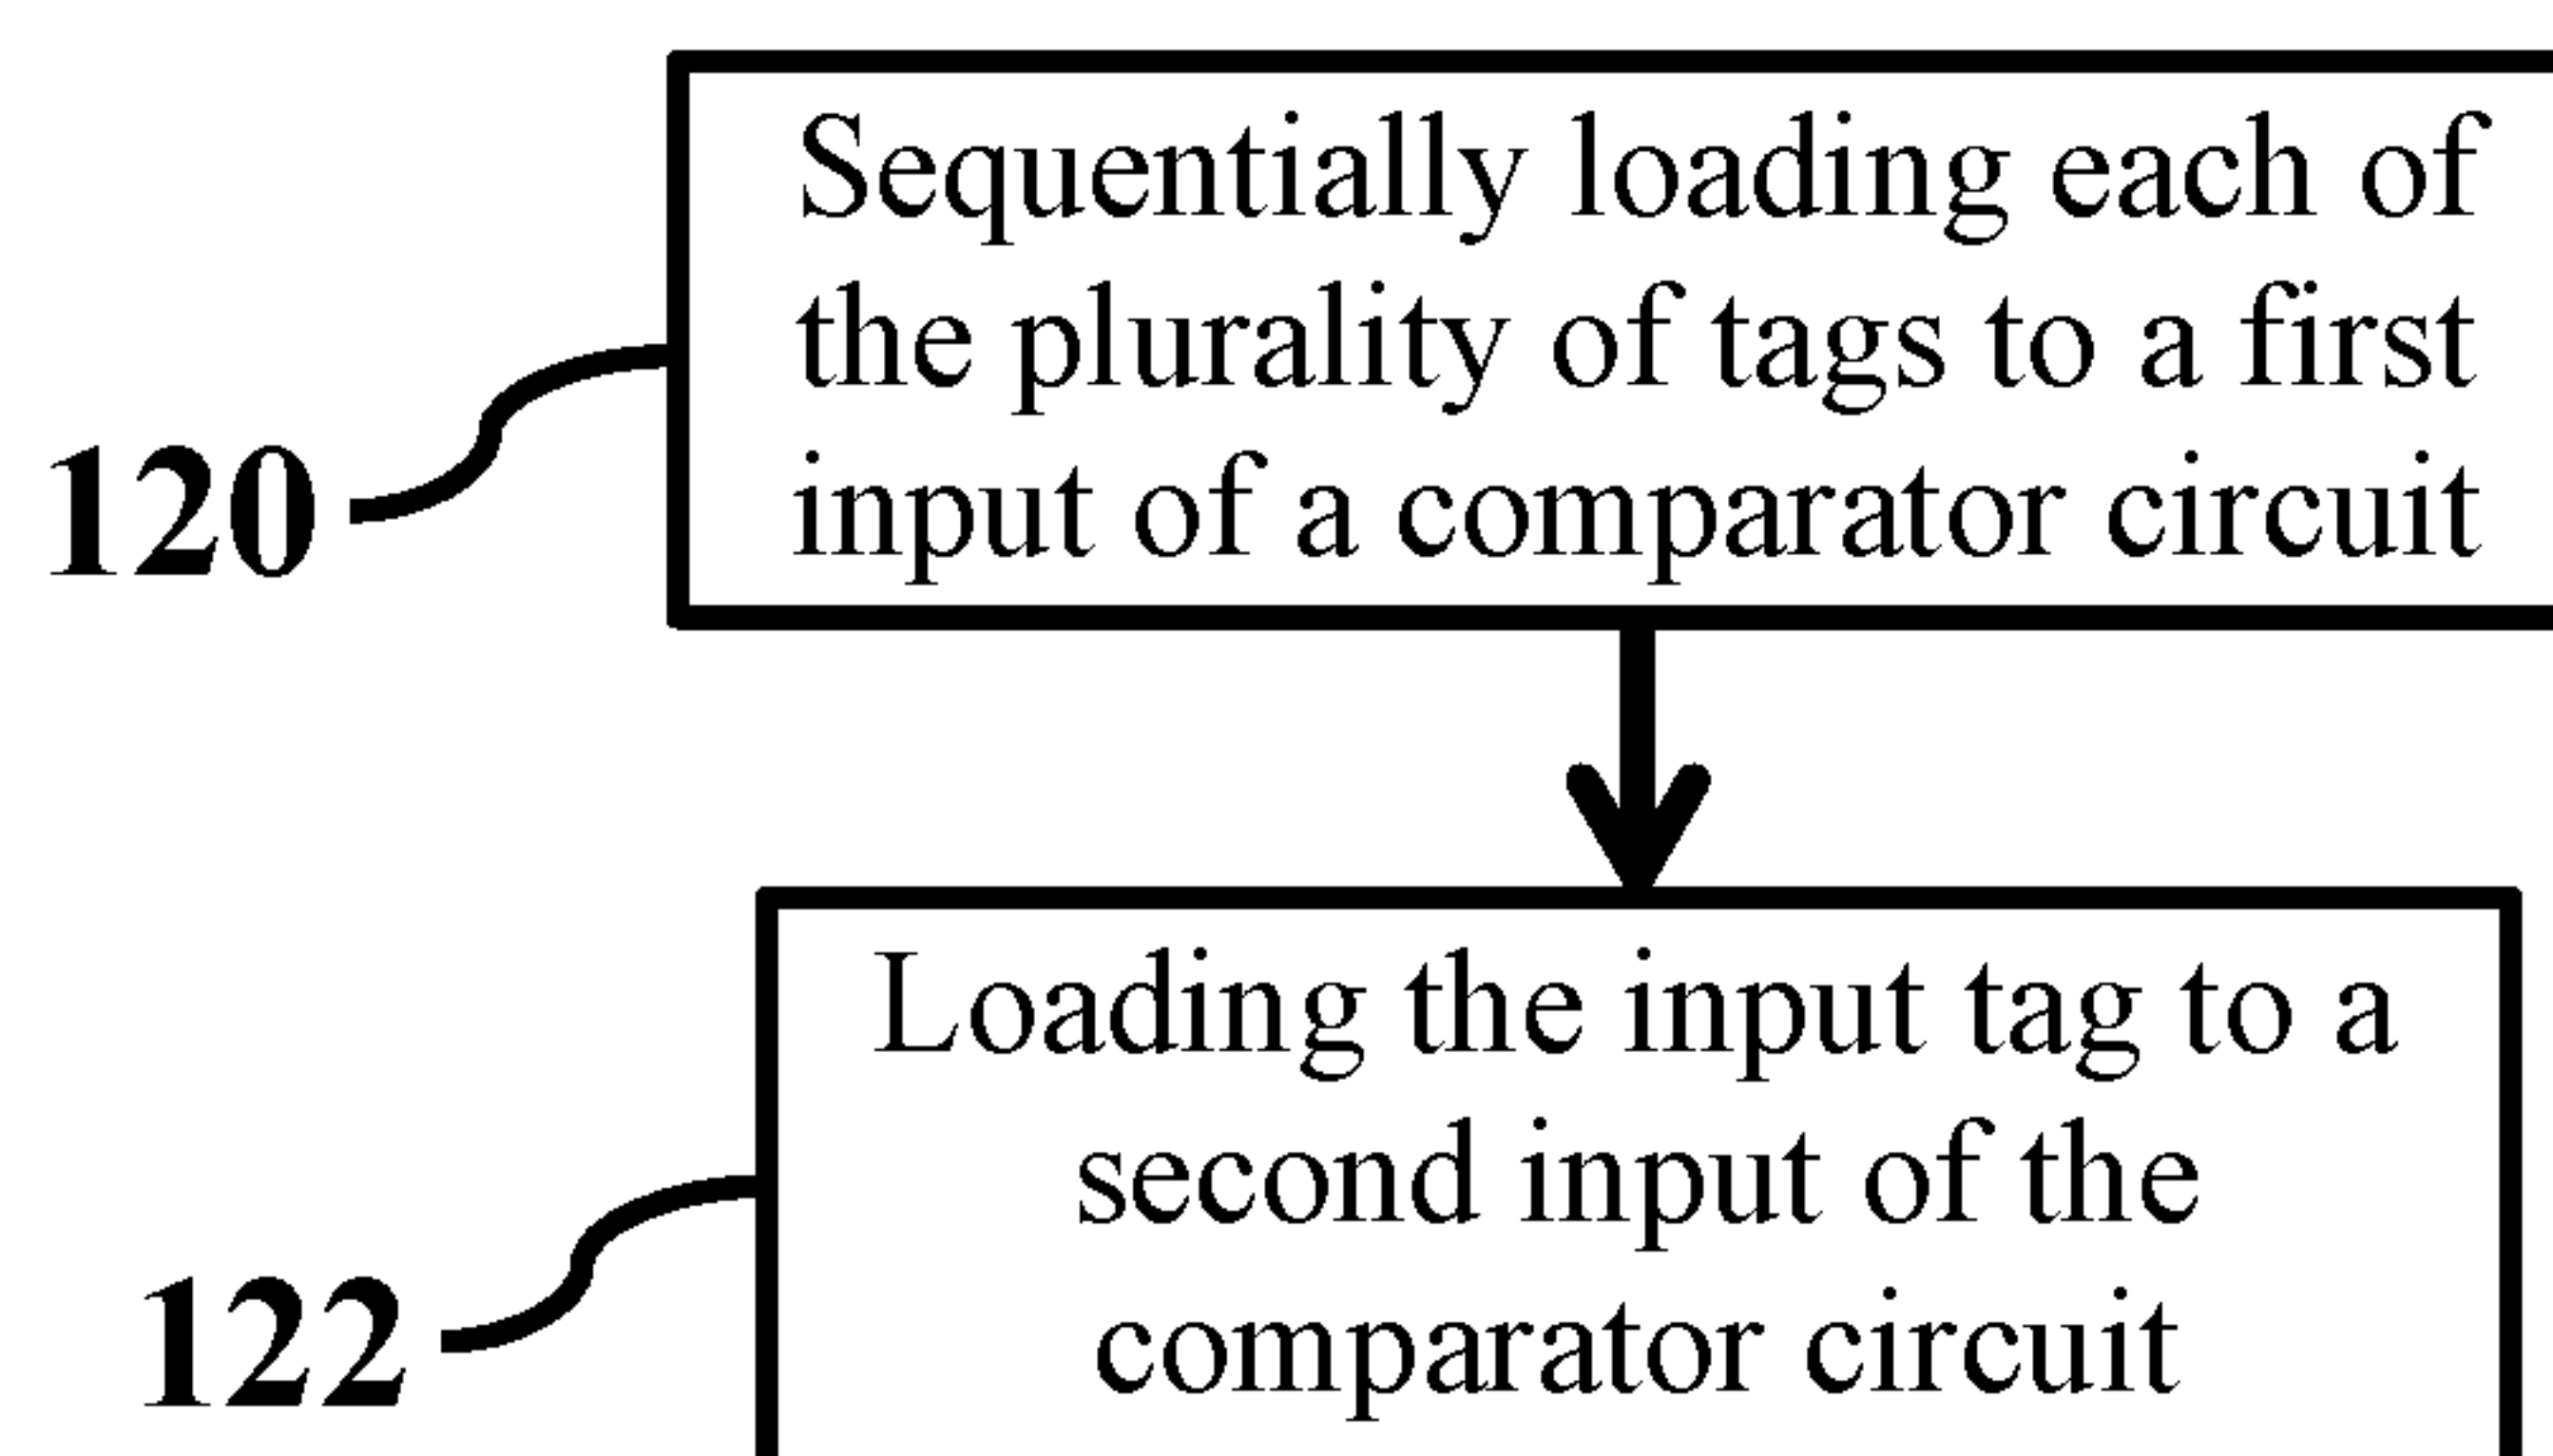 Sequentially loading each of
the plurality of tags to a first
input of a comparator circuit
120
Loading the input tag to a
second input of the
comparator circuit
122